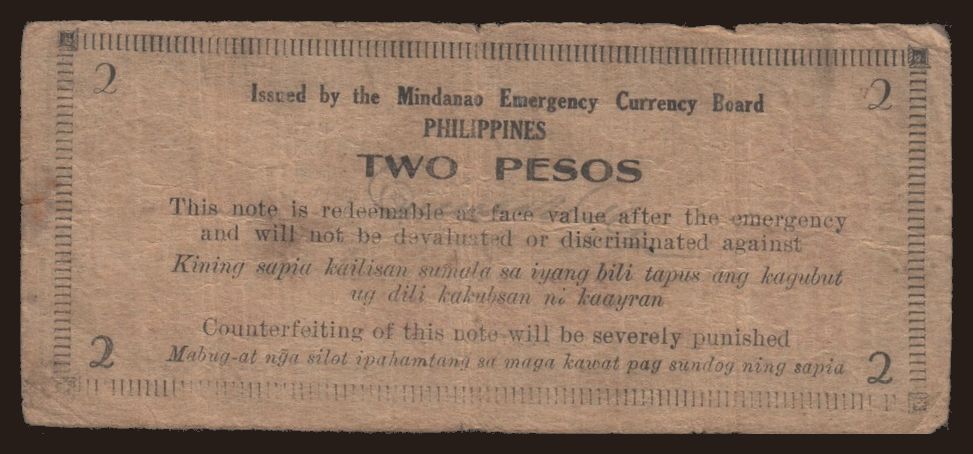 2 2
Issued by the Mindanao Emergency Currency Board
PHILIPPINES
TWO PESOS
This note is redeemable at face value after the emergency
and will not be devaluated or discriminated against
Kining sapia kailisan sumala sa iyang bili tapus ang kagubut
ug dili kakubsan ni kaayran
Counterfeiting of this note will be severely punished
Mabug-at nga silot ipahamtang sa maga kawat pag sundog ning sapia
2 2